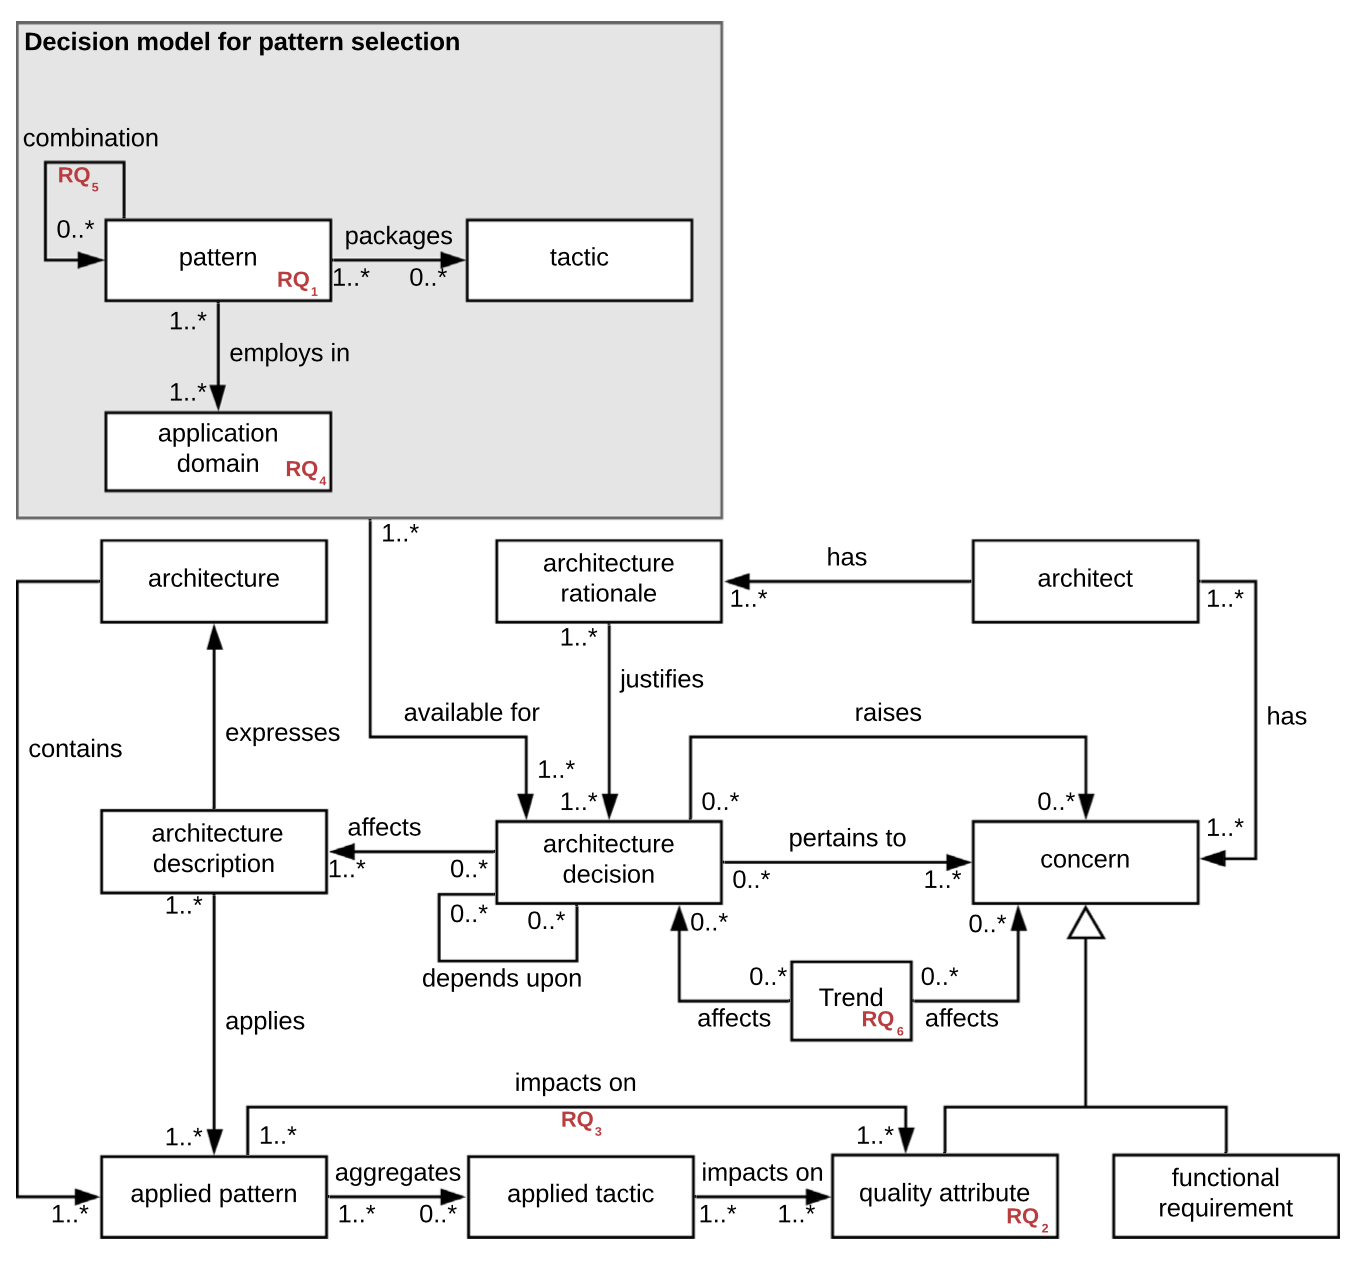 Decision model for pattern selection
combination
RQ5
0..*
pattern
RQ1
packages
1..*
0..*
tactic
1..*
employs in
1..*
application
domain
RQ4
1..*
architecture
architecture
rationale
has
1..*
architect
1..*
1..*
justifies
has
contains
expresses
available for
raises
1..*
1..*
0..*
0..*
1..*
architecture
description
affects
1..*
0..*
architecture
decision
pertains to
0..*
1..*
concern
1..*
0..*
0..*
depends upon
0..*
0..*
0..*
0..*
Trend
RQ6
affects
affects
applies
impacts on
RQ3
1..*
1..*
1..*
applied pattern
1..*
aggregates
1..*
0..*
applied tactic
impacts on
1..*
1..*
quality attribute
RQ2
functional
requirement